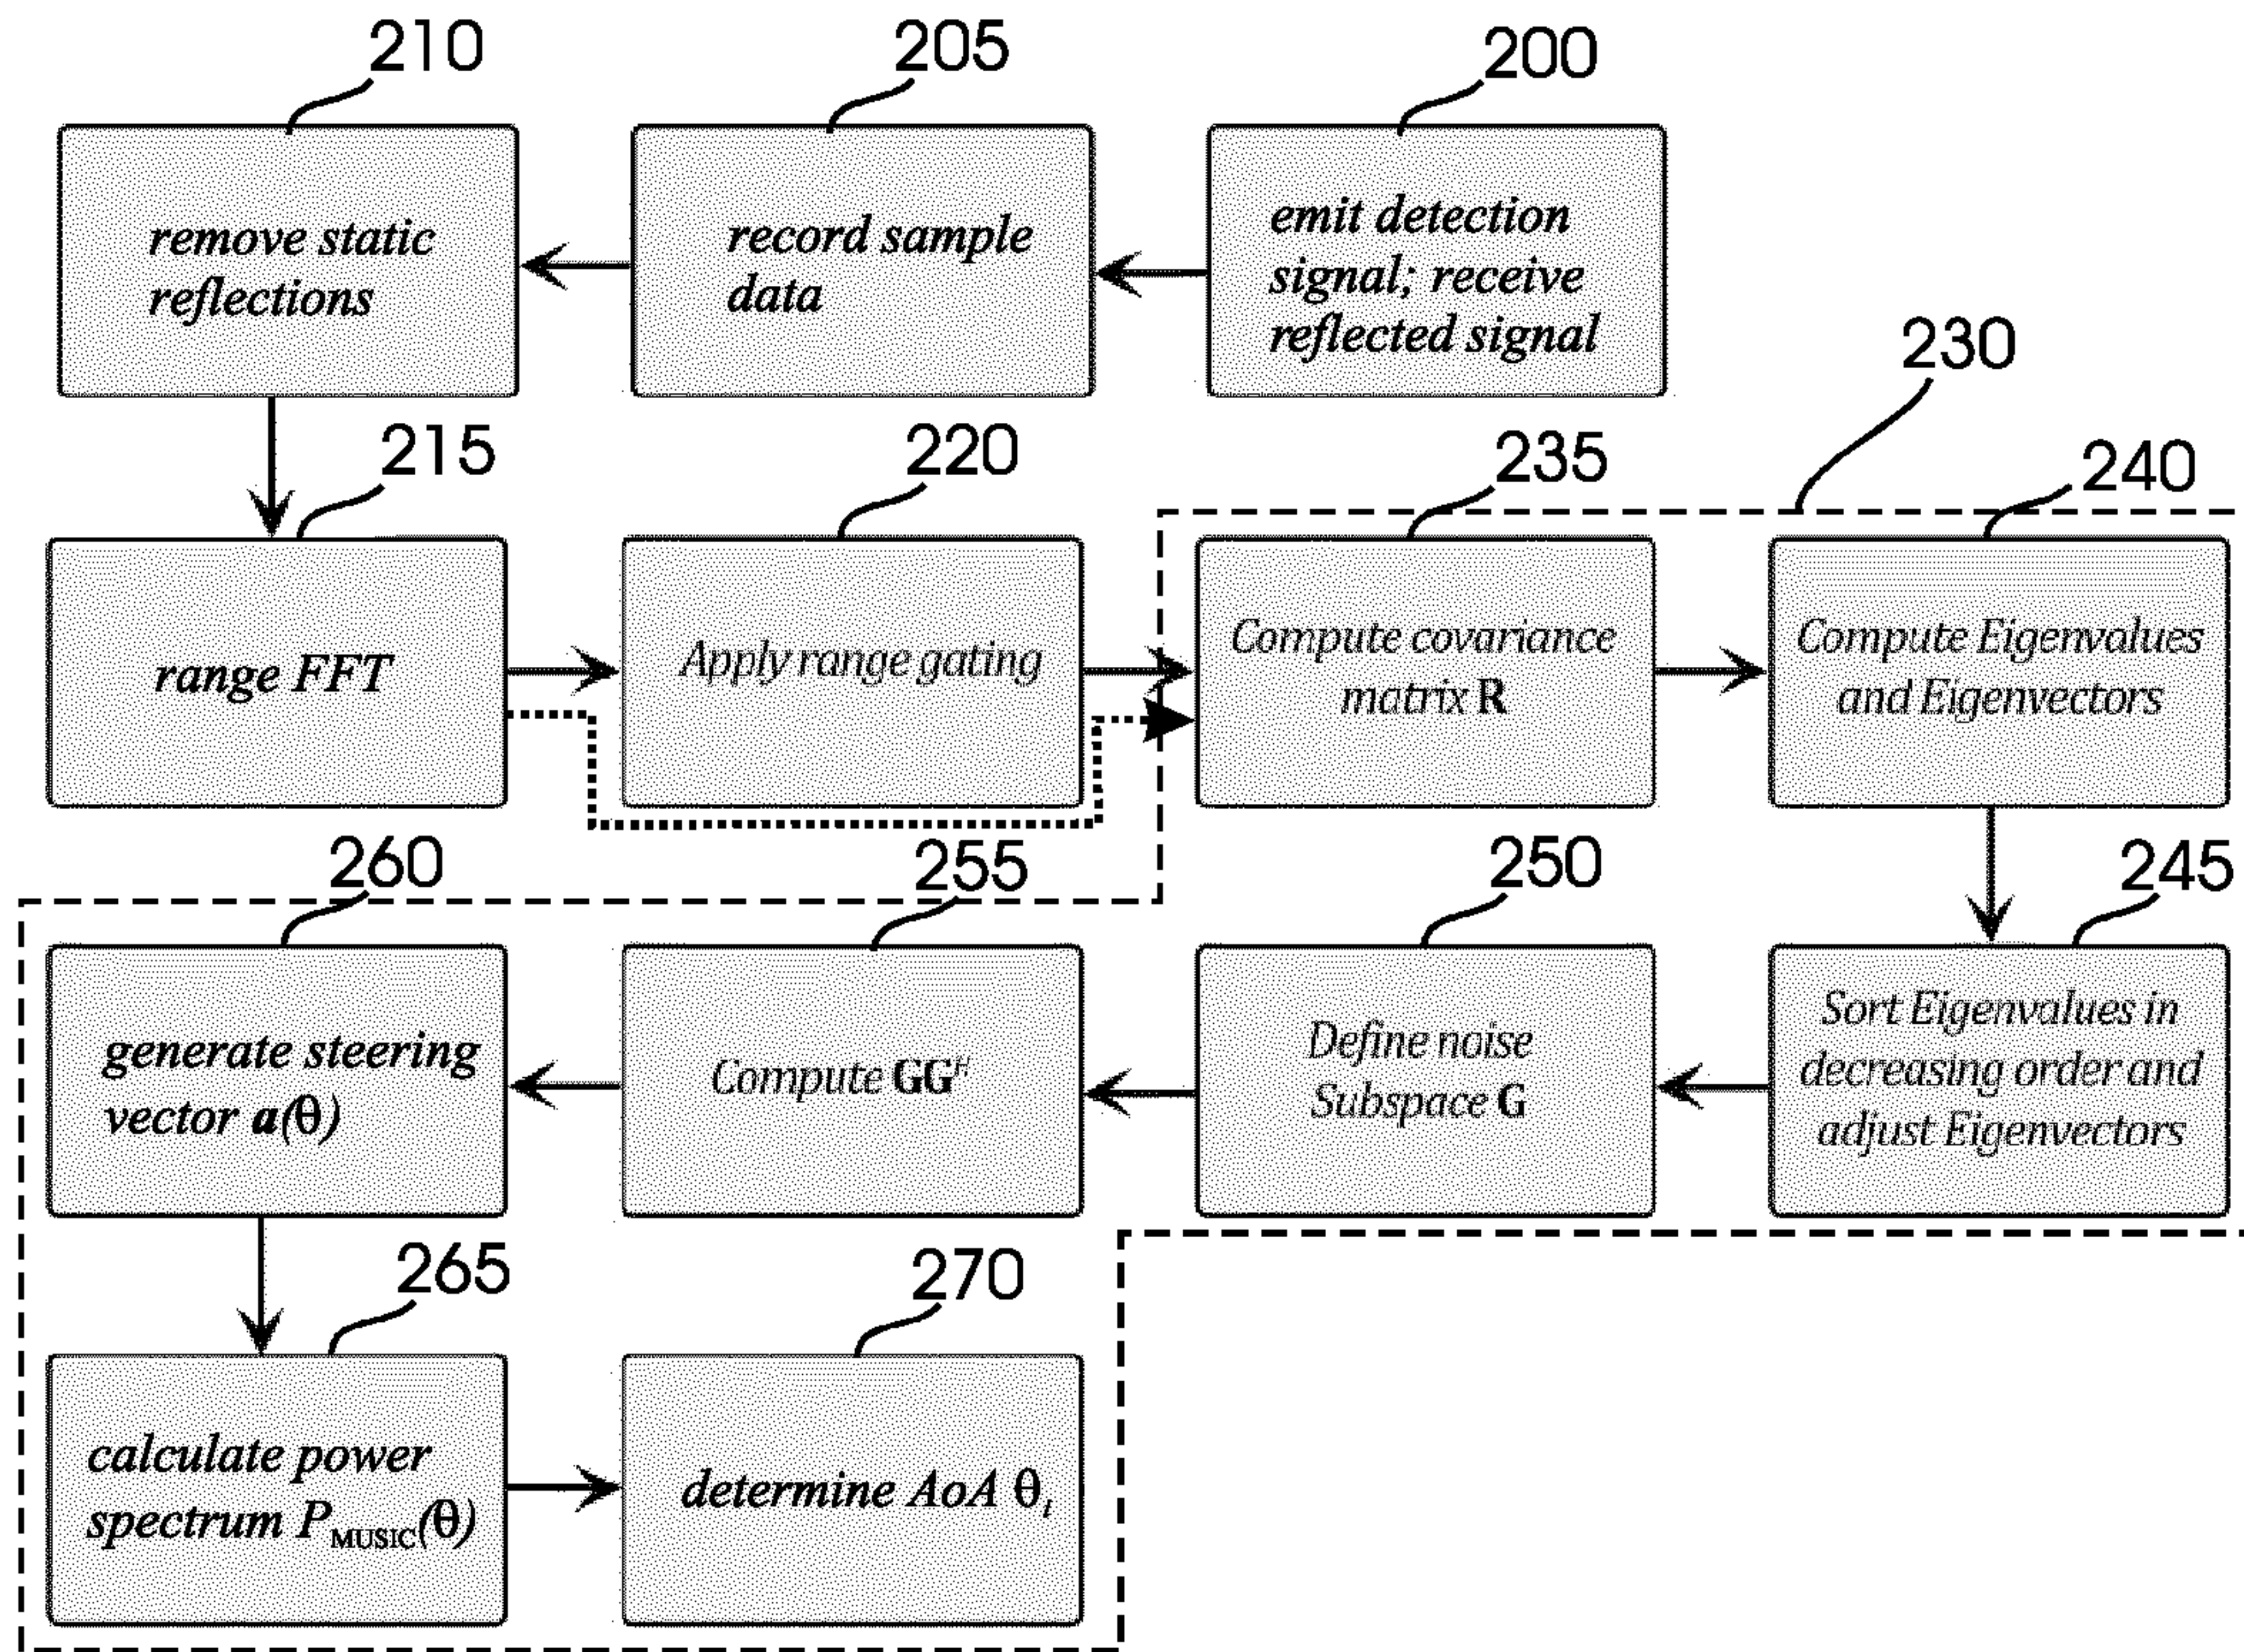 210
205
200
remove static
reflections
record sample
data
emit detection
signal; receive
reflected signal
230
215
220
235
240
range FFT
Apply range gating
Compute covariance
matrix R
Compute Eigenvalues
and Eigenvectors
260
255
250
245
generate steering
vector a(θ)
Compute GGᴴ
Define noise
Subspace G
Sort Eigenvalues in
decreasing order and
adjust Eigenvectors
265
270
calculate power
spectrum P_MUSIC(θ)
determine AoA θᵢ